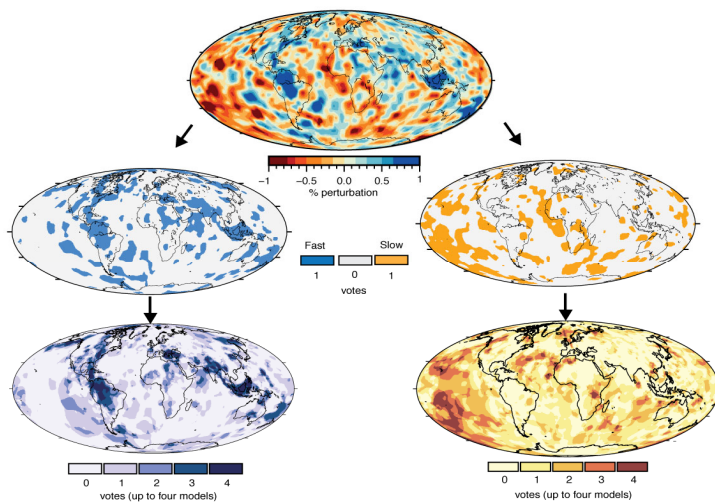 −1 −0.5 0.0 0.5 1
% perturbation
Fast Slow
1 0 1
votes
0 1 2 3 4
votes (up to four models)
0 1 2 3 4
votes (up to four models)